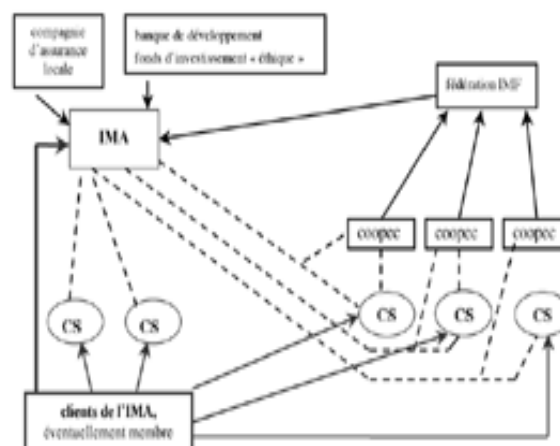 compagnie
d'assurance
locale
banque de développement
fonds d'investissement « éthique »
fédération IMF
IMA
coopec
coopec
coopec
CS
CS
CS
CS
CS
clients de l'IMA,
éventuellement membre